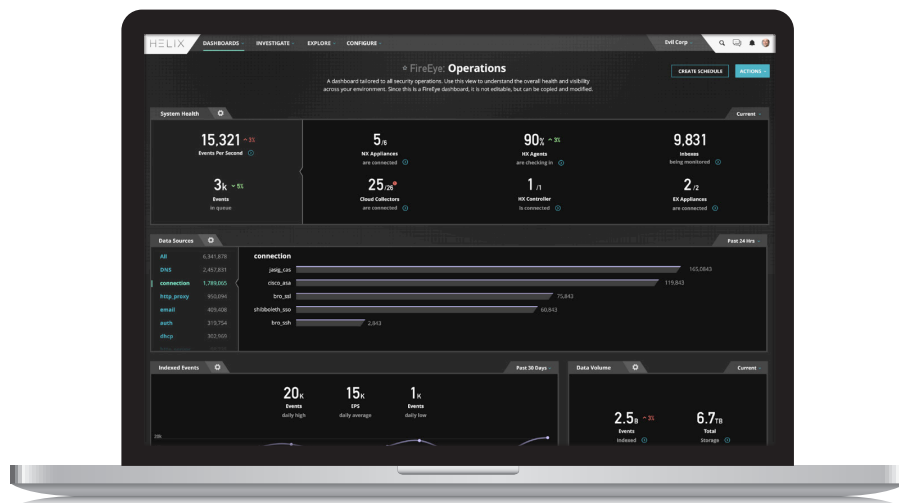 HELIX
DASHBOARDS
INVESTIGATE
EXPLORE
CONFIGURE
Evil Corp
FireEye: Operations
A dashboard tailored to all security operations. Use this view to understand the overall health and visibility
across your environment. Since this is a FireEye dashboard, it is not editable, but can be copied and modified.
CREATE SCHEDULE
ACTIONS
System Health
Current
15,321 3%
Events Per Second
5/6
NX Appliances
are connected
90% 3%
HX Agents
are checking in
9,831
Inboxes
being monitored
3k 5%
Events
in queue
25/26
Cloud Collectors
are connected
1/1
HX Controller
is connected
2/2
EX Appliances
are connected
Data Sources
Past 24 Hrs
All 6,341,878
DNS 2,457,831
connection 1,789,065
http_proxy 950,694
email 409,408
auth 319,754
dhcp 302,969
connection
jasig_cas 165,0843
cisco_asa 119,843
bro_ssl 75,843
shibboleth_sso 60,843
bro_ssh 2,843
Indexed Events
Past 30 Days
20K
Events
daily high
15K
EPS
daily average
1K
Events
daily low
Data Volume
Current
2.5B 3%
Events
Indexed
6.7TB
Total
Storage